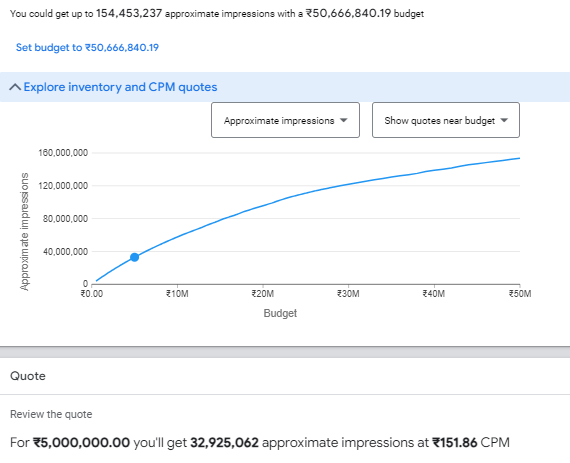 You could get up to 154,453,237 approximate impressions with a ₹50,666,840.19 budget
Set budget to ₹50,666,840.19
Explore inventory and CPM quotes
Approximate impressions
Show quotes near budget
Approximate impressions
160,000,000
120,000,000
80,000,000
40,000,000
0
₹0.00 ₹10M ₹20M ₹30M ₹40M ₹50M
Budget
Quote
Review the quote
For ₹5,000,000.00 you'll get 32,925,062 approximate impressions at ₹151.86 CPM